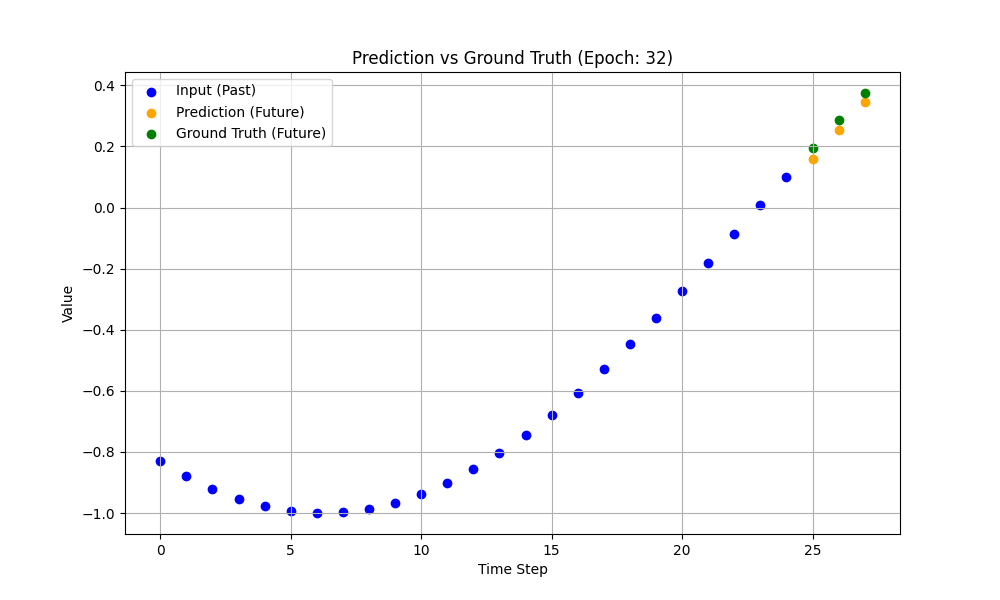 Prediction vs Ground Truth (Epoch: 32)
Input (Past)
Prediction (Future)
Ground Truth (Future)
0.4
0.2
0.0
−0.2
−0.4
−0.6
−0.8
−1.0
Value
0 5 10 15 20 25
Time Step